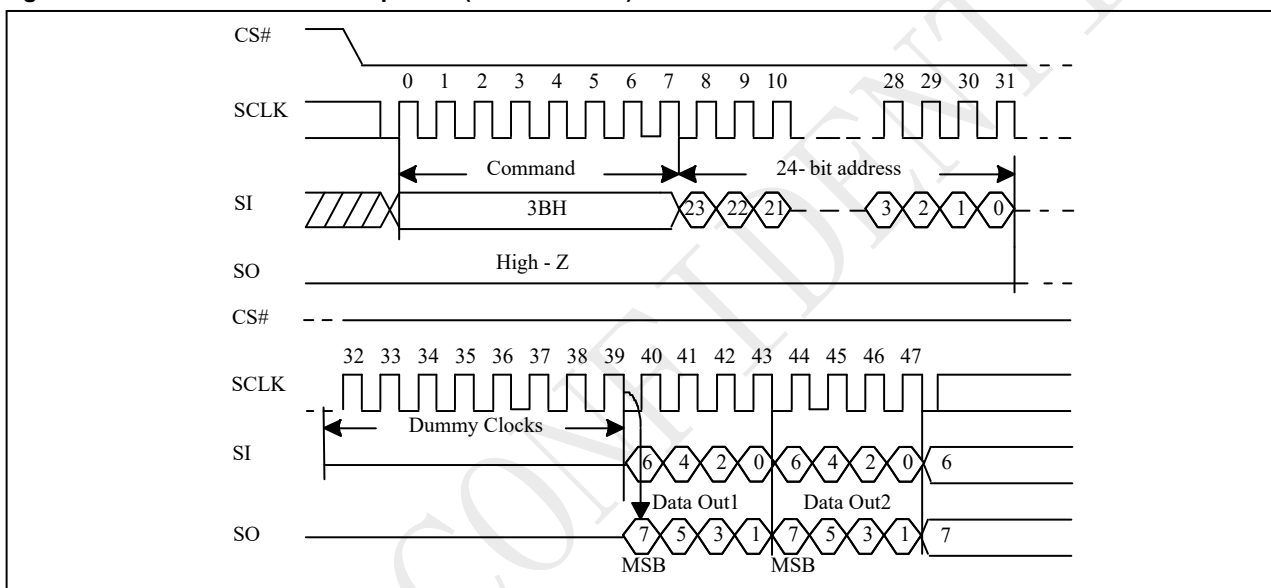 CS#
0 1 2 3 4 5 6 7 8 9 10 28 29 30 31
SCLK
Command 24- bit address
SI 3BH 23 22 21 3 2 1 0
High - Z
SO
CS#
32 33 34 35 36 37 38 39 40 41 42 43 44 45 46 47
SCLK
Dummy Clocks
SI 6 4 2 0 6 4 2 0 6
Data Out1 Data Out2
SO 7 5 3 1 7 5 3 1 7
MSB MSB